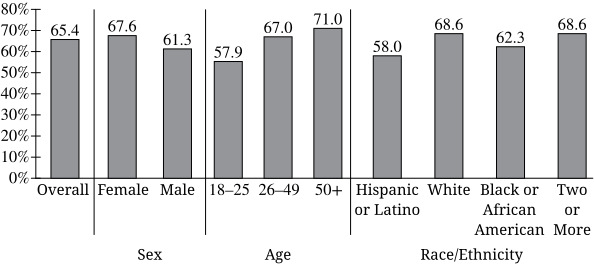 80%
70%
60%
50%
40%
30%
20%
10%
0%
65.4
67.6
61.3
57.9
67.0
71.0
58.0
68.6
62.3
68.6
Overall
Female
Male
18–25
26–49
50+
Hispanic
or Latino
White
Black or
African
American
Two
or
More
Sex
Age
Race/Ethnicity